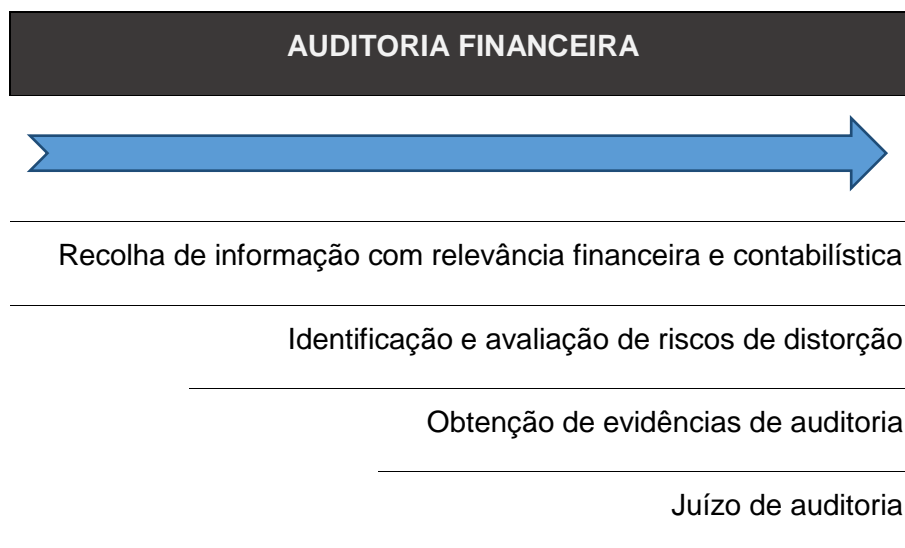 AUDITORIA FINANCEIRA
Recolha de informação com relevância financeira e contabilística
Identificação e avaliação de riscos de distorção
Obtenção de evidências de auditoria
Juízo de auditoria